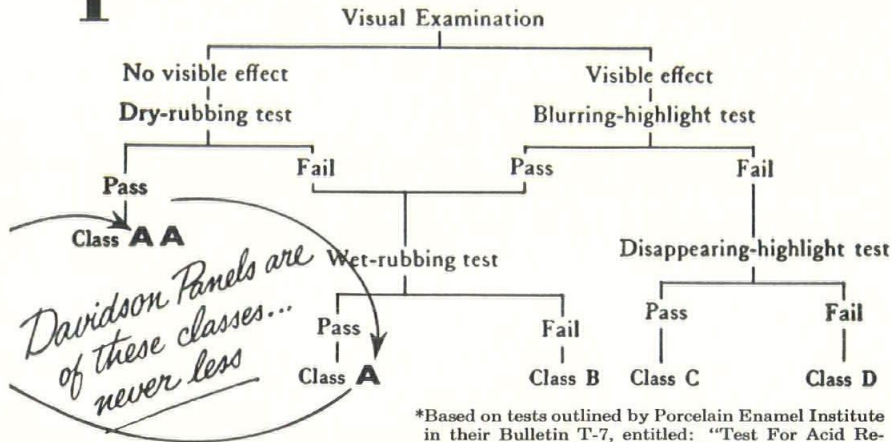 Visual Examination
No visible effect
Visible effect
Dry-rubbing test
Blurring-highlight test
Pass
Fail
Pass
Fail
Class AA
Wet-rubbing test
Disappearing-highlight test
Davidson Panels are
of these classes...
never less
Pass
Fail
Pass
Fail
Class A
Class B
Class C
Class D
*Based on tests outlined by Porcelain Enamel Institute
in their Bulletin T-7, entitled: "Test For Acid Re-